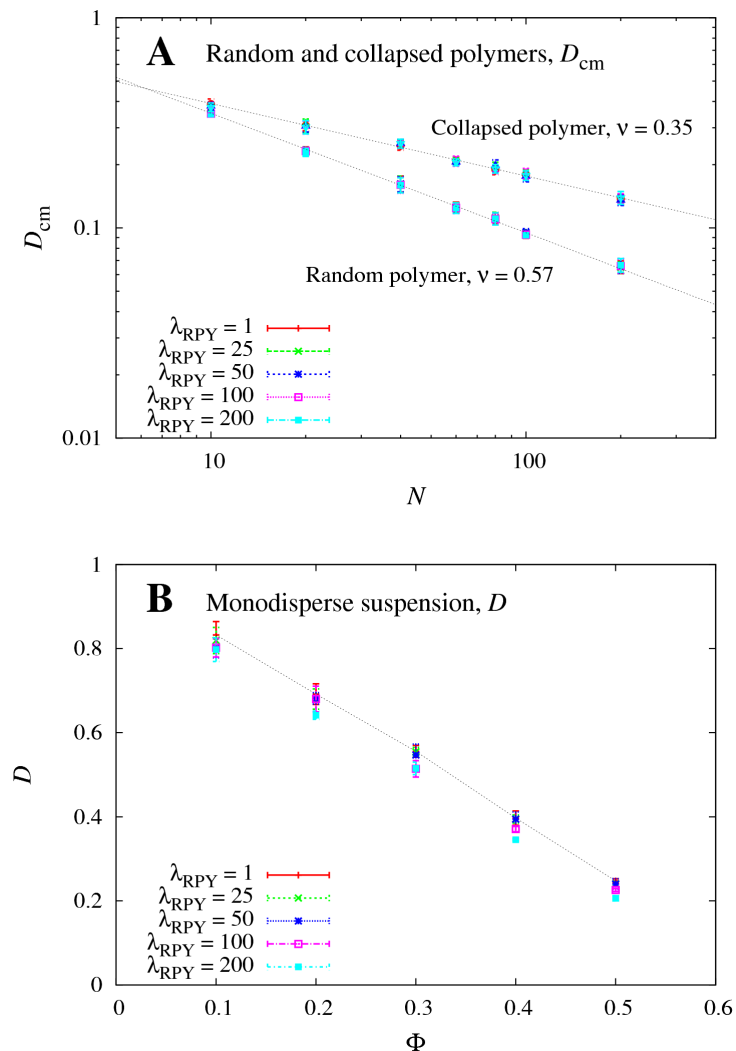 A Random and collapsed polymers, Dcm
1
Collapsed polymer, ν = 0.35
Dcm
0.1
Random polymer, ν = 0.57
λRPY = 1
λRPY = 25
λRPY = 50
λRPY = 100
λRPY = 200
0.01
10 100
N
1
B Monodisperse suspension, D
0.8
0.6
D
0.4
λRPY = 1
λRPY = 25
0.2
λRPY = 50
λRPY = 100
λRPY = 200
0
0 0.1 0.2 0.3 0.4 0.5 0.6
Φ